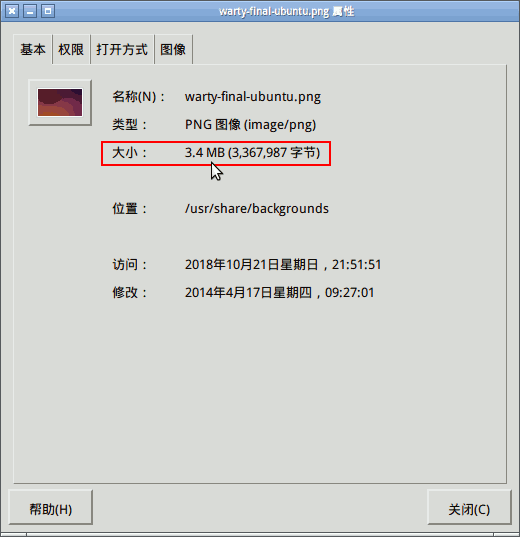 warty-final-ubuntu.png 属性
基本 权限 打开方式 图像
名称(N)： warty-final-ubuntu.png
类型： PNG 图像 (image/png)
大小： 3.4 MB (3,367,987 字节)
位置： /usr/share/backgrounds
访问： 2018年10月21日星期日，21:51:51
修改： 2014年4月17日星期四，09:27:01
帮助(H) 关闭(C)